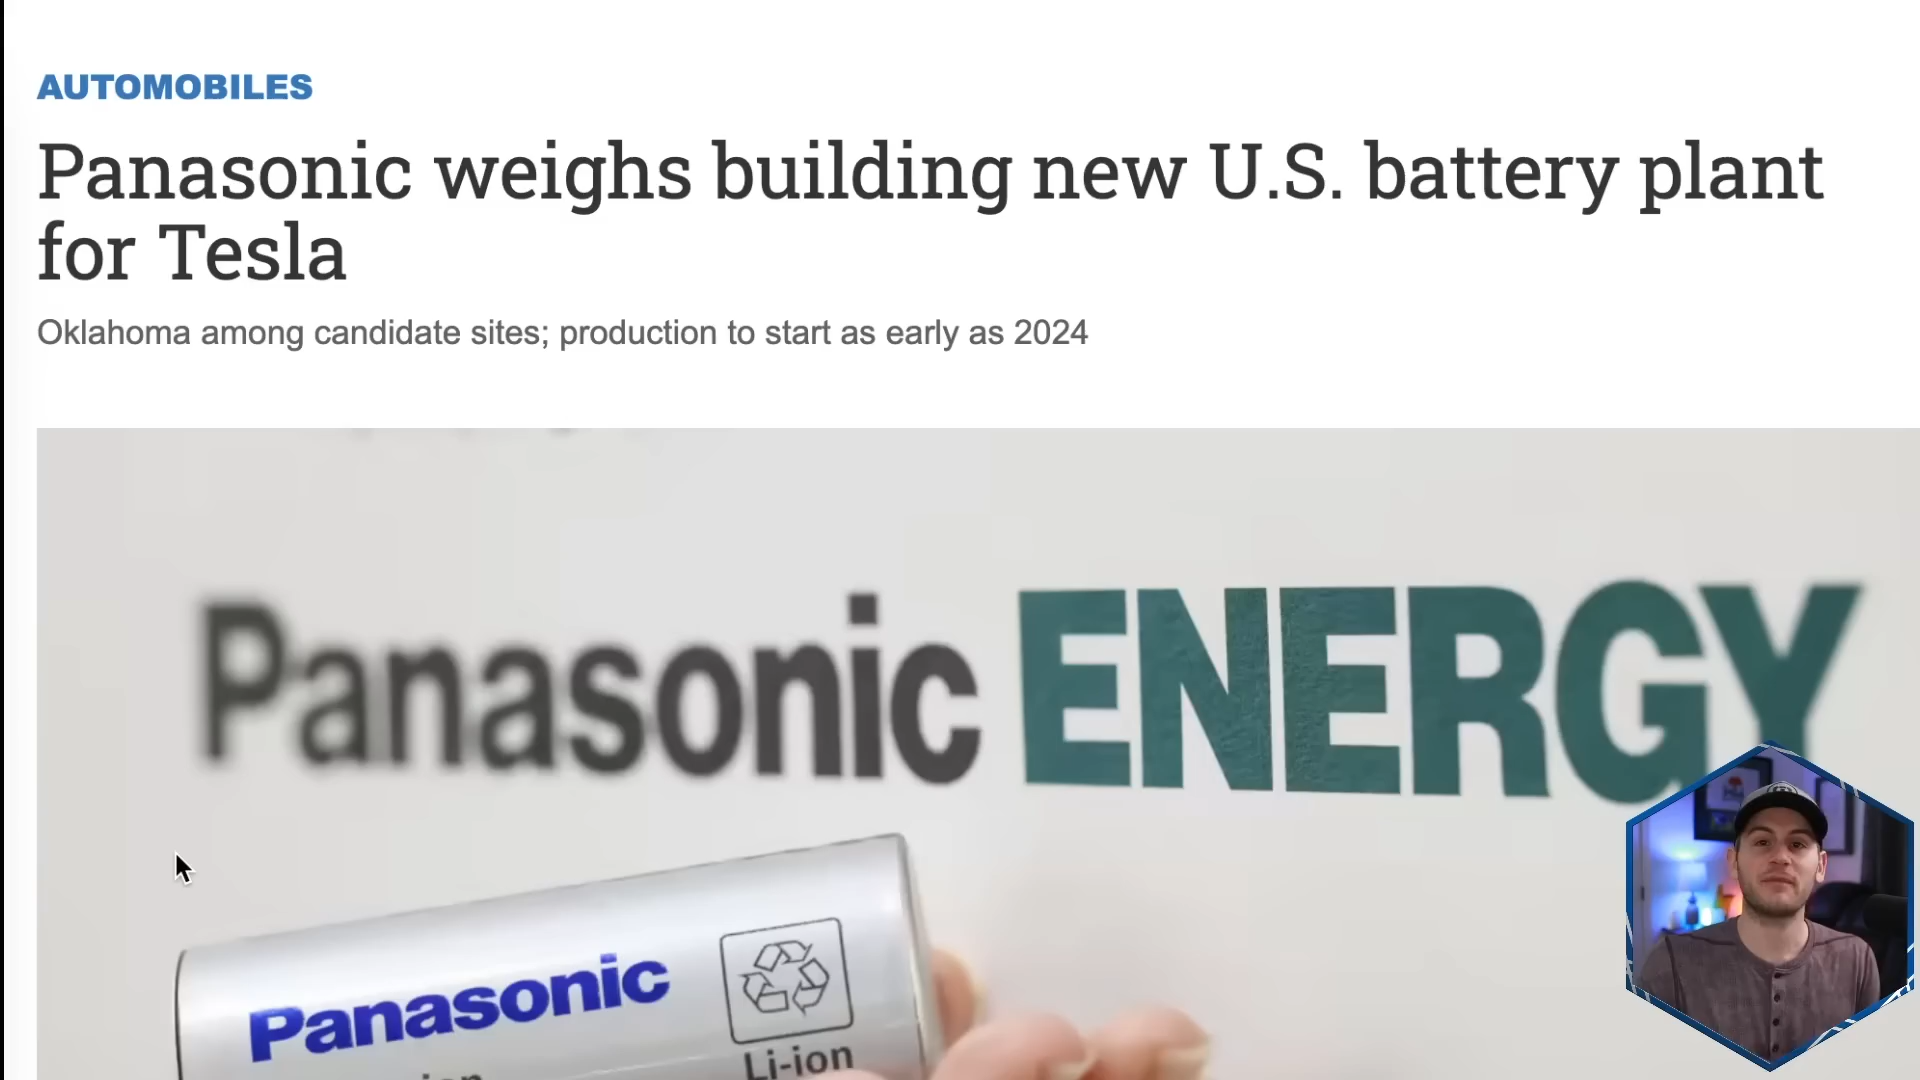 AUTOMOBILES
Panasonic weighs building new U.S. battery plant
for Tesla
Oklahoma among candidate sites; production to start as early as 2024
Panasonic ENERGY
Panasonic
Li-ion